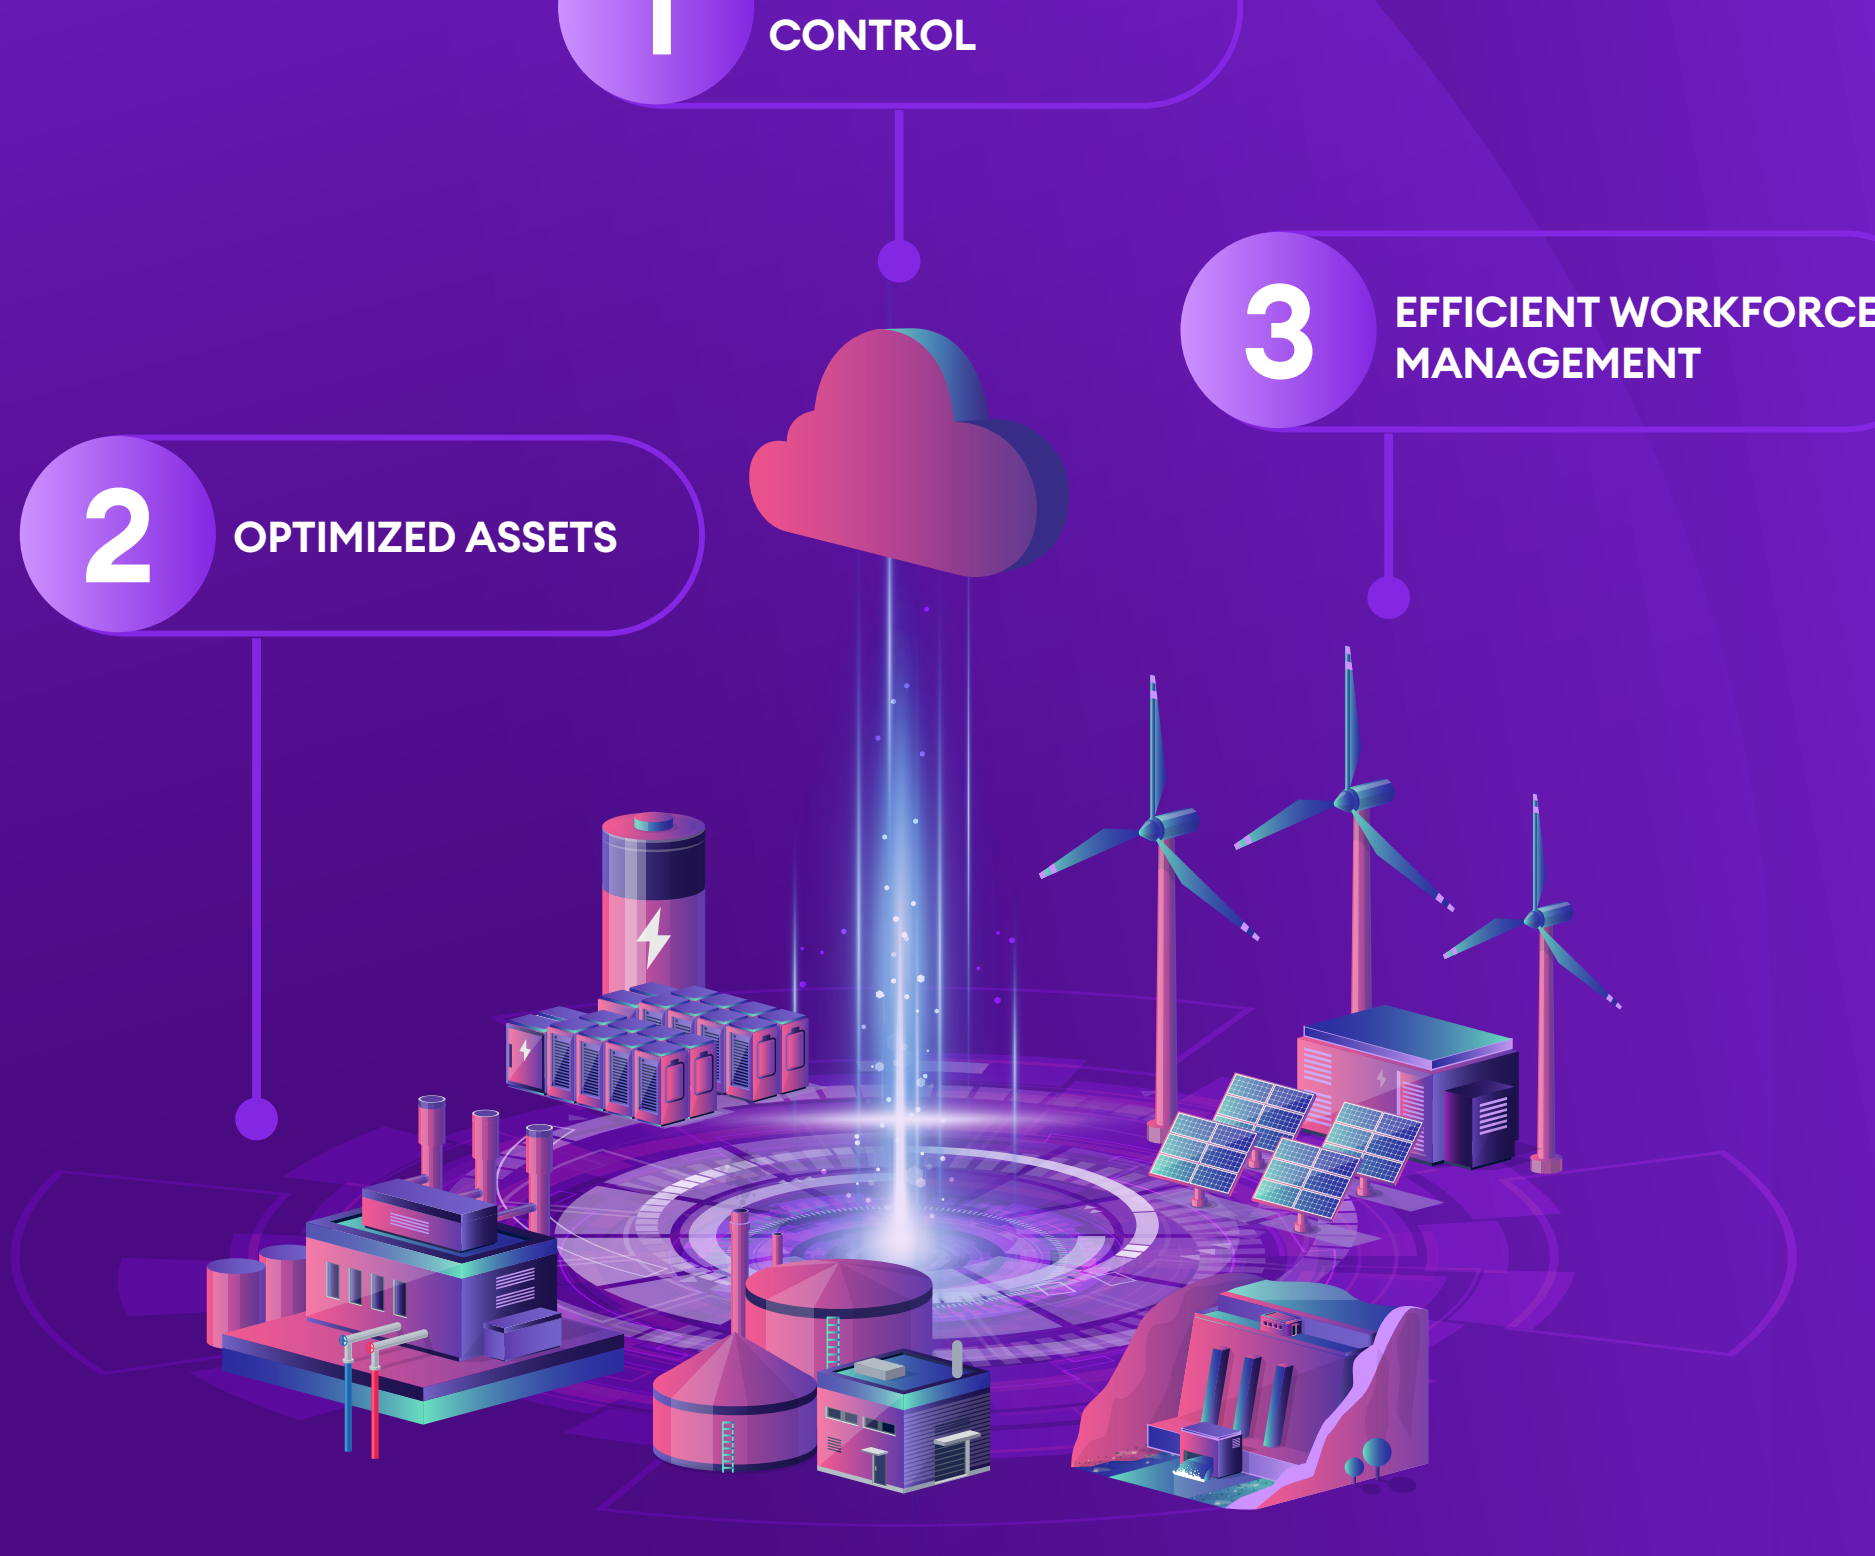 1
CONTROL
3
EFFICIENT WORKFORCE
MANAGEMENT
2
OPTIMIZED ASSETS